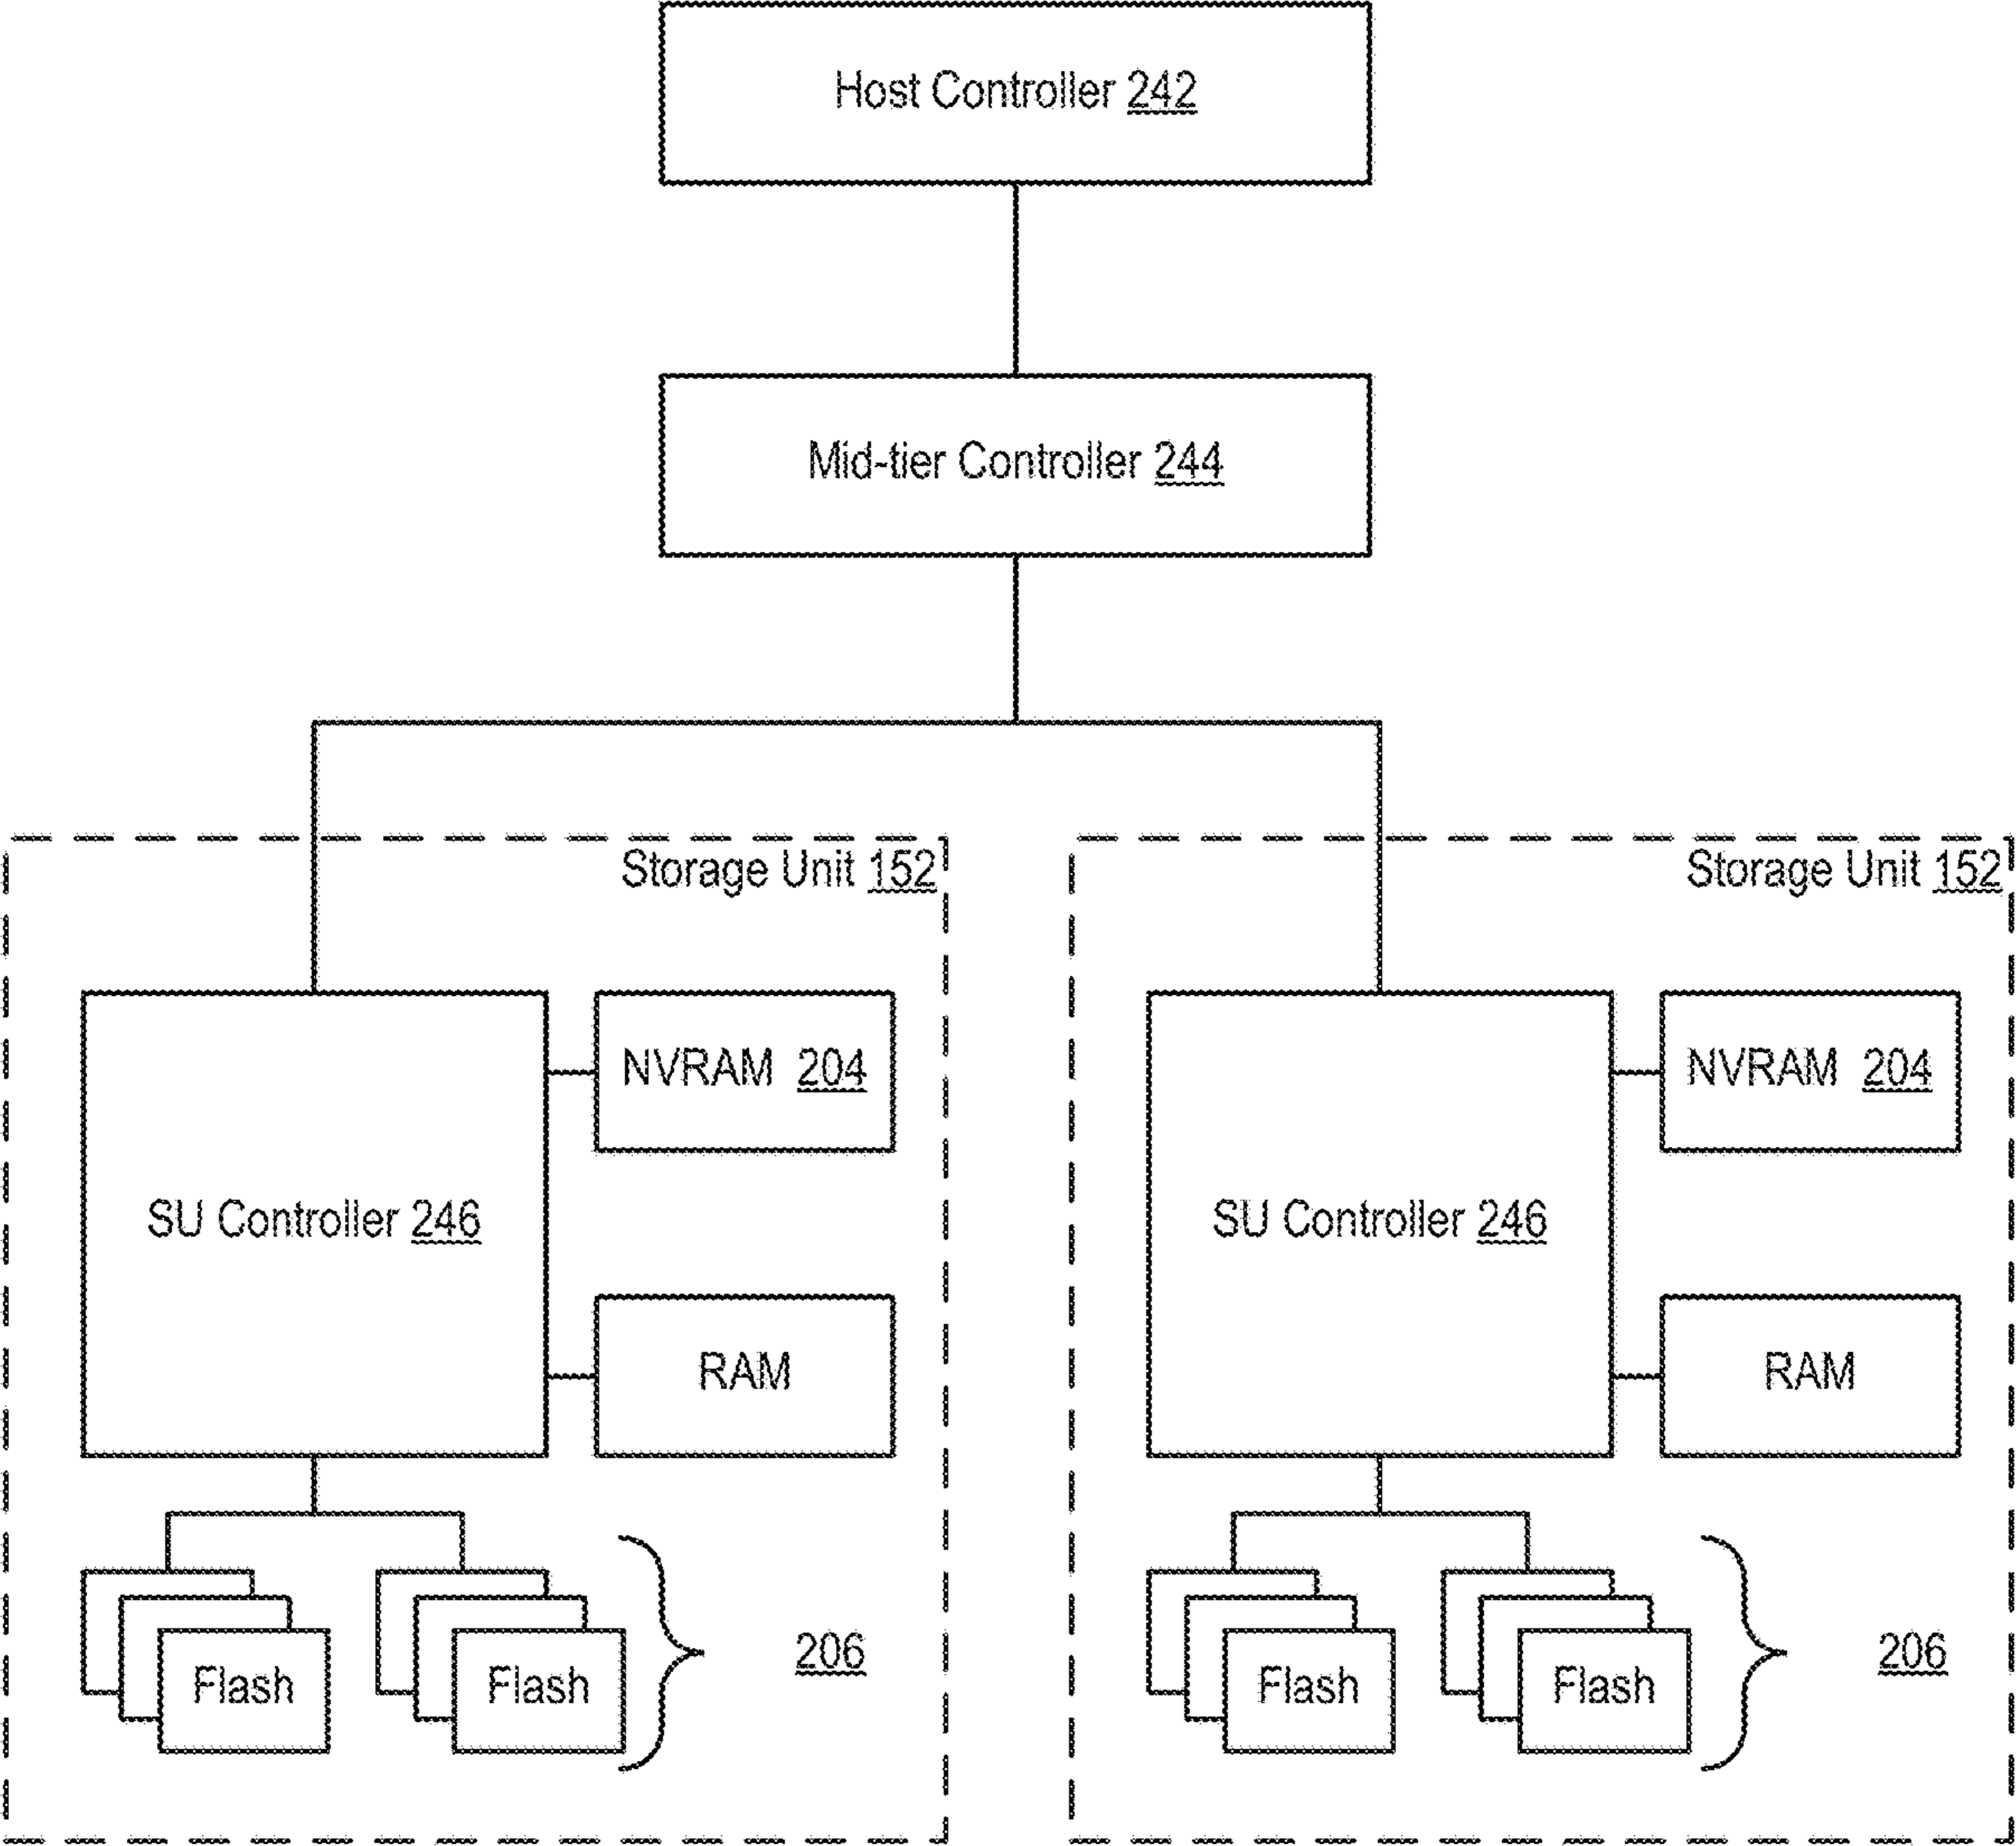 Host Controller 242
Mid-tier Controller 244
Storage Unit 152
Storage Unit 152
NVRAM 204
NVRAM 204
SU Controller 246
SU Controller 246
RAM
RAM
206
206
Flash
Flash
Flash
Flash